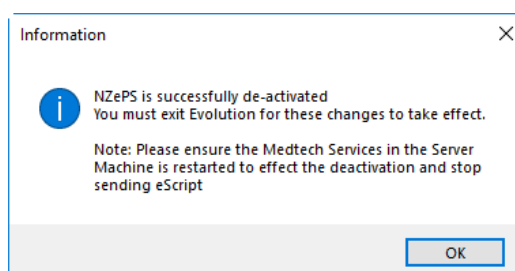 Information
NZePS is successfully de-activated
You must exit Evolution for these changes to take effect.
Note: Please ensure the Medtech Services in the Server
Machine is restarted to effect the deactivation and stop
sending eScript
OK